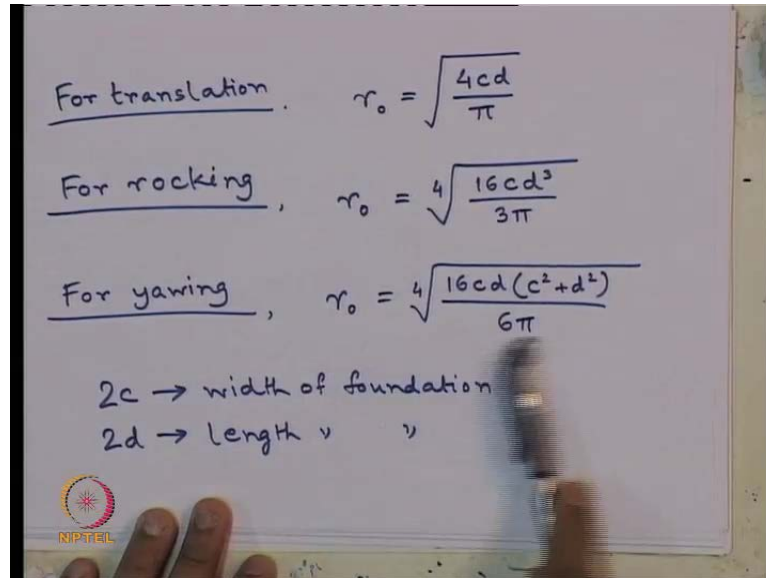 For translation. r₀ = √(4cd/π)
For rocking, r₀ = ⁴√(16cd³/3π)
For yawing, r₀ = ⁴√(16cd(c²+d²)/6π)
2c → width of foundation
2d → length " "
NPTEL